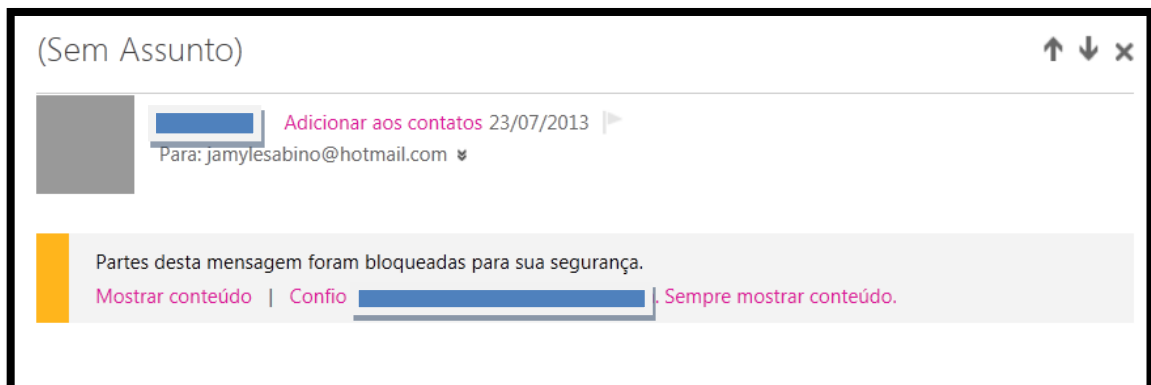 (Sem Assunto)
Adicionar aos contatos 23/07/2013
Para: jamylesabino@hotmail.com
Partes desta mensagem foram bloqueadas para sua segurança.
Mostrar conteúdo | Confio . Sempre mostrar conteúdo.